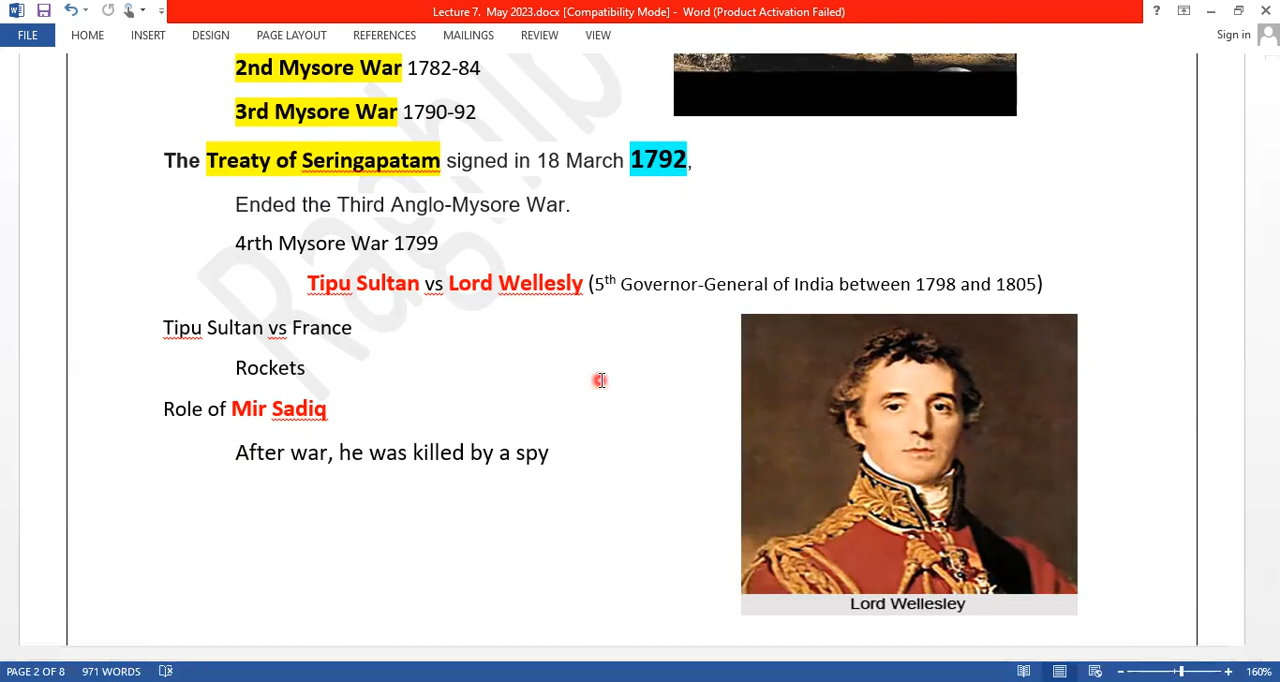 Lecture 7. May 2023.docx [Compatibility Mode] - Word (Product Activation Failed)
FILE HOME INSERT DESIGN PAGE LAYOUT REFERENCES MAILINGS REVIEW VIEW Sign in
2nd Mysore War 1782-84
3rd Mysore War 1790-92
The Treaty of Seringapatam signed in 18 March 1792,
Ended the Third Anglo-Mysore War.
4rth Mysore War 1799
Tipu Sultan vs Lord Wellesly (5th Governor-General of India between 1798 and 1805)
Tipu Sultan vs France
Rockets
Role of Mir Sadiq
After war, he was killed by a spy
Lord Wellesley
PAGE 2 OF 8 971 WORDS 160%